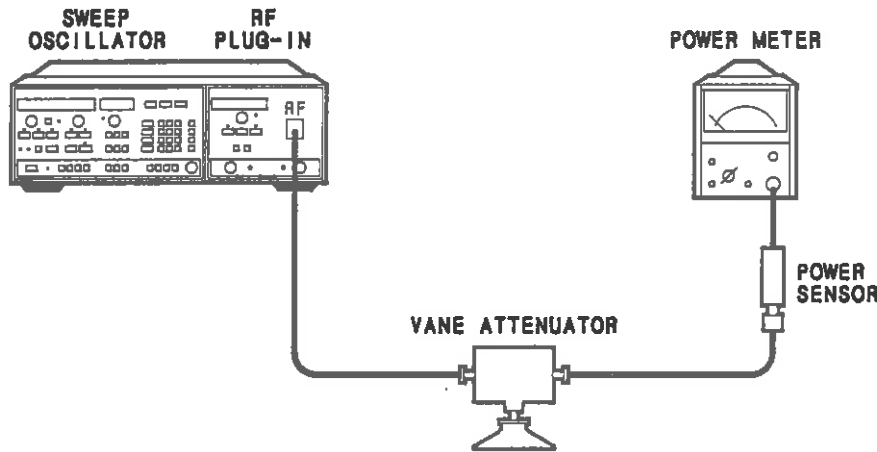 SWEEP
OSCILLATOR
RF
PLUG-IN
POWER METER
RF
POWER
SENSOR
VANE ATTENUATOR